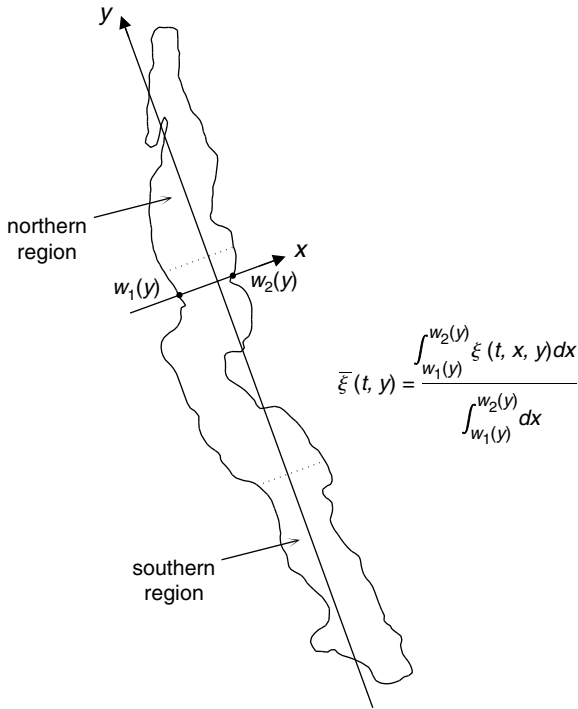 y
northern
region
x
w₁(y)
w₂(y)
ξ̅ (t, y) = ∫_{w₁(y)}^{w₂(y)} ξ (t, x, y)dx / ∫_{w₁(y)}^{w₂(y)} dx
southern
region